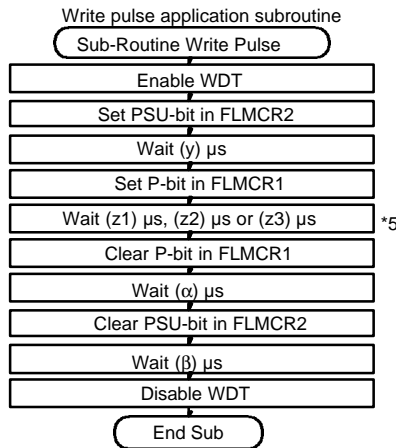 Write pulse application subroutine
Sub-Routine Write Pulse
Enable WDT
Set PSU-bit in FLMCR2
Wait (y) µs
Set P-bit in FLMCR1
Wait (z1) µs, (z2) µs or (z3) µs *5
Clear P-bit in FLMCR1
Wait (α) µs
Clear PSU-bit in FLMCR2
Wait (β) µs
Disable WDT
End Sub